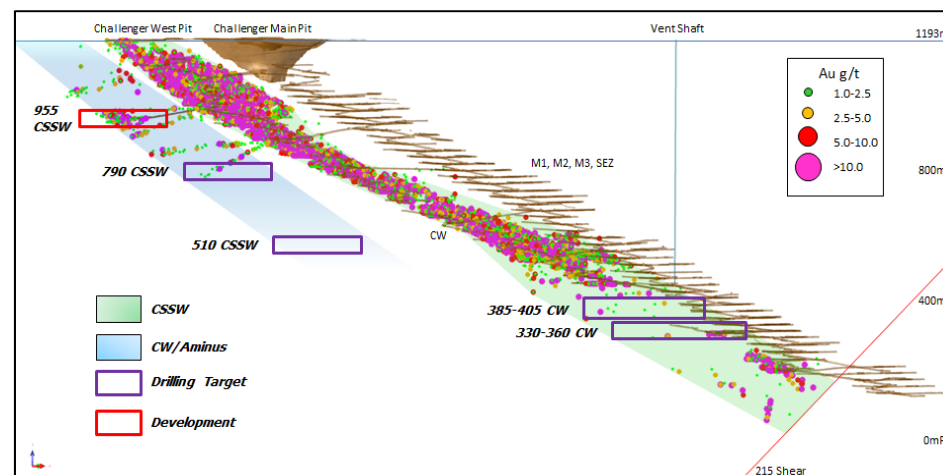 Challenger West Pit
Challenger Main Pit
Vent Shaft
1193m
Au g/t
1.0-2.5
2.5-5.0
5.0-10.0
>10.0
955
CSSW
M1, M2, M3, SEZ
790 CSSW
800m
CW
510 CSSW
385-405 CW
400m
330-360 CW
CSSW
CW/Aminus
Drilling Target
Development
0mR
215 Shear